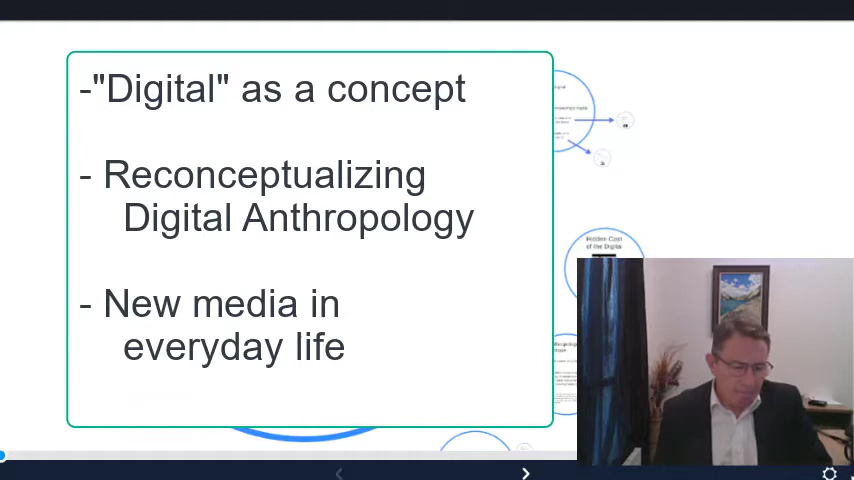 -"Digital" as a concept
- Reconceptualizing
Digital Anthropology
- New media in
everyday life
Hidden Cost
of the Digital